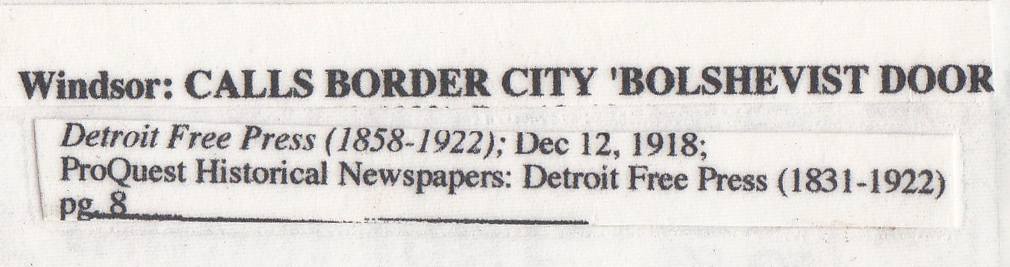 Windsor: CALLS BORDER CITY 'BOLSHEVIST DOOR
Detroit Free Press (1858-1922); Dec 12, 1918;
ProQuest Historical Newspapers: Detroit Free Press (1831-1922)
pg. 8